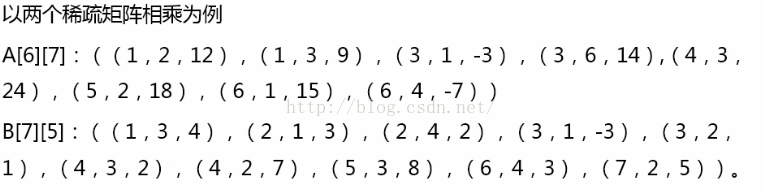 以两个稀疏矩阵相乘为例
A[6][7]：（（1，2，12），（1，3，9），（3，1，-3），（3，6，14）,（4，3，
24），（5，2，18），（6，1，15），（6，4，-7））
http://blog.csdn.net/
B[7][5]：（（1，3，4），（2，1，3），（2，4，2），（3，1，-3），（3，2，
1），（4，3，2），（4，2，7），（5，3，8），（6，4，3），（7，2，5））。